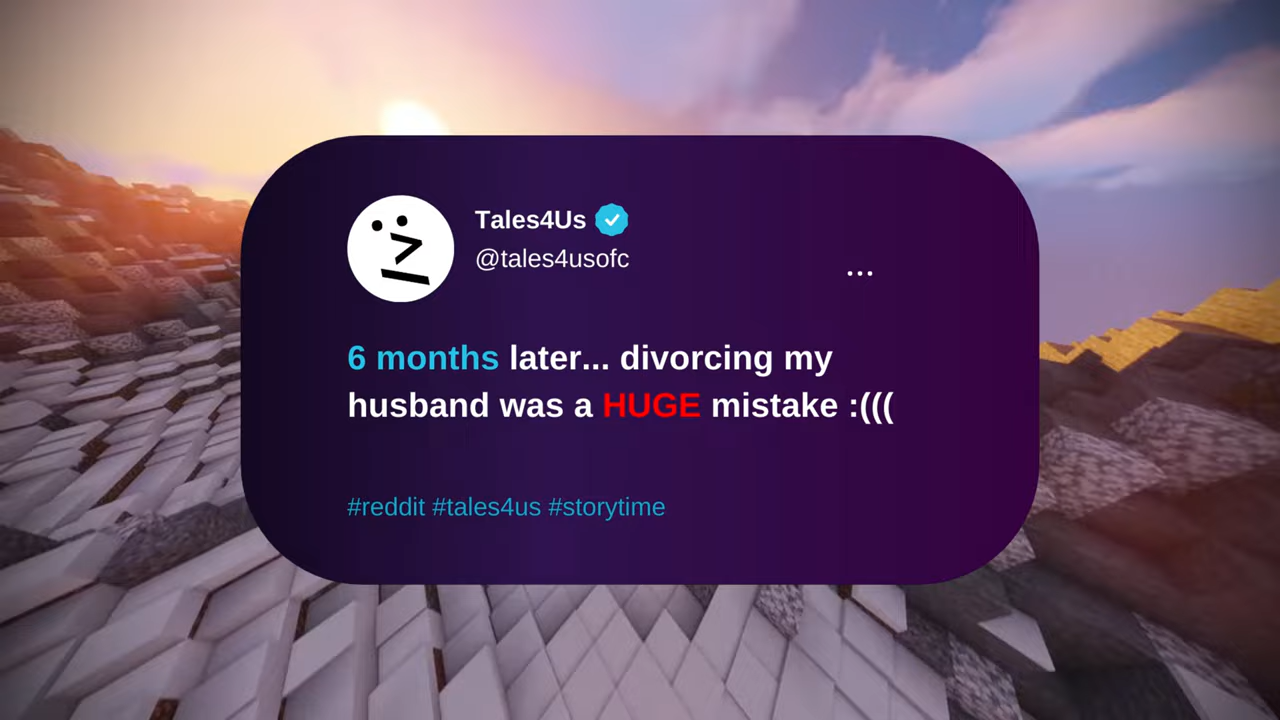 Tales4Us
@tales4usofc
...
6 months later... divorcing my
husband was a HUGE mistake :(((
#reddit #tales4us #storytime